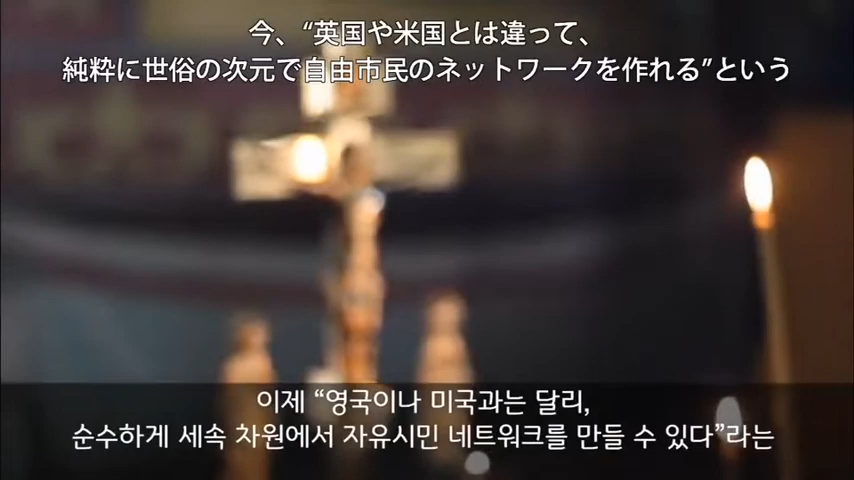 今、“英国や米国とは違って、
純粋に世俗の次元で自由市民のネットワークを作れる”という
이제 “영국이나 미국과는 달리,
순수하게 세속 차원에서 자유시민 네트워크를 만들 수 있다”라는